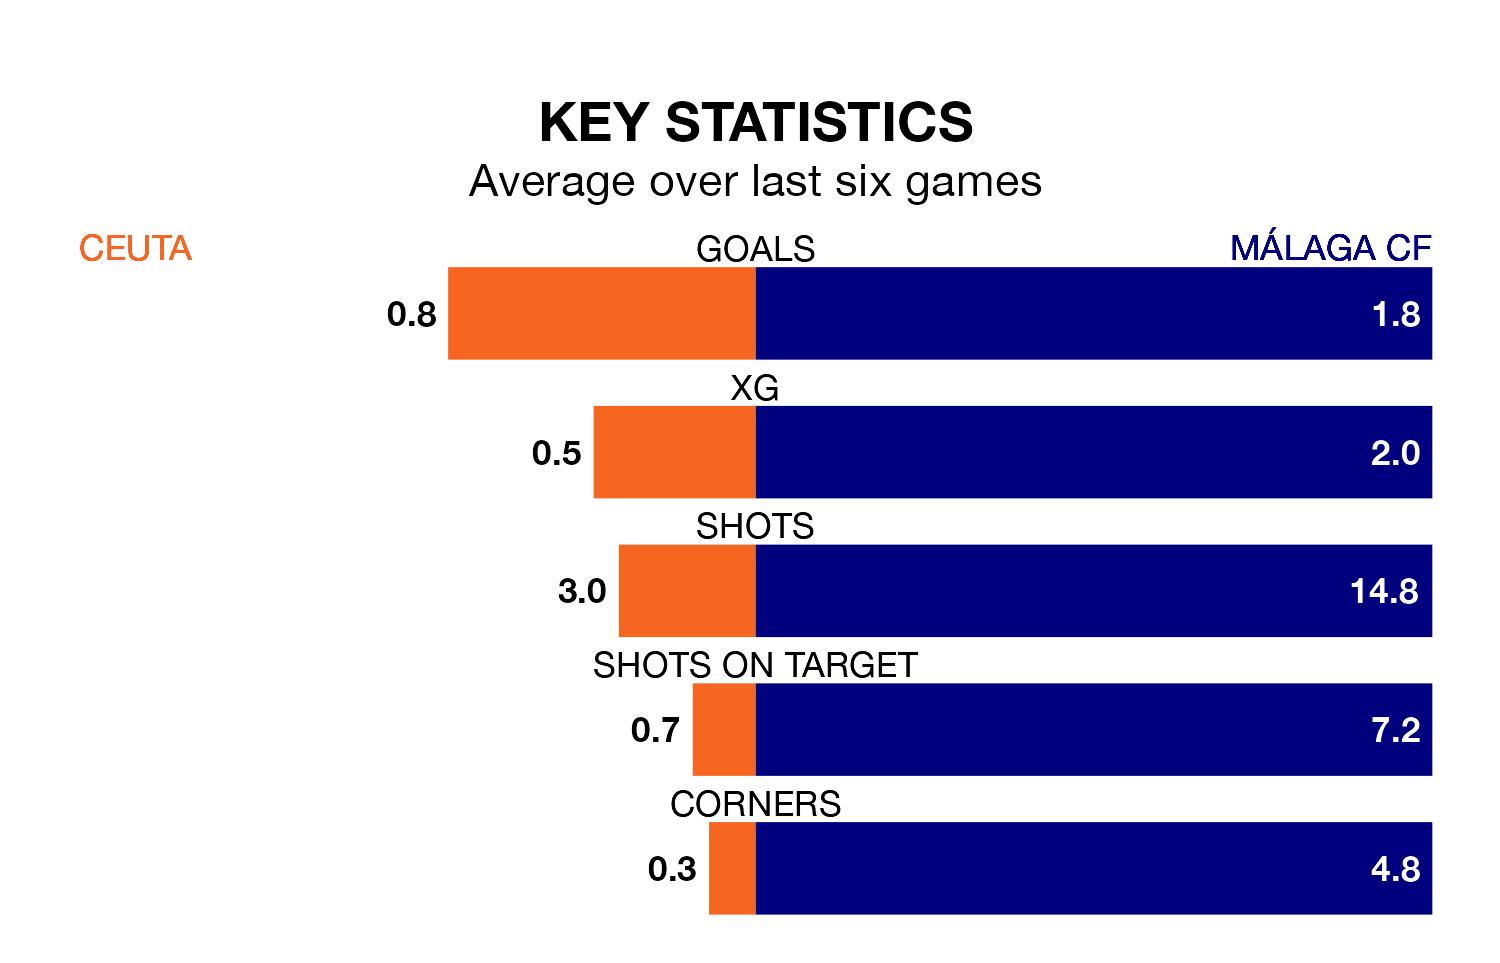 KEY STATISTICS
Average over last six games
CEUTA GOALS MÁLAGA CF
0.8 1.8
XG
0.5 2.0
SHOTS
3.0 14.8
SHOTS ON TARGET
0.7 7.2
CORNERS
0.3 4.8